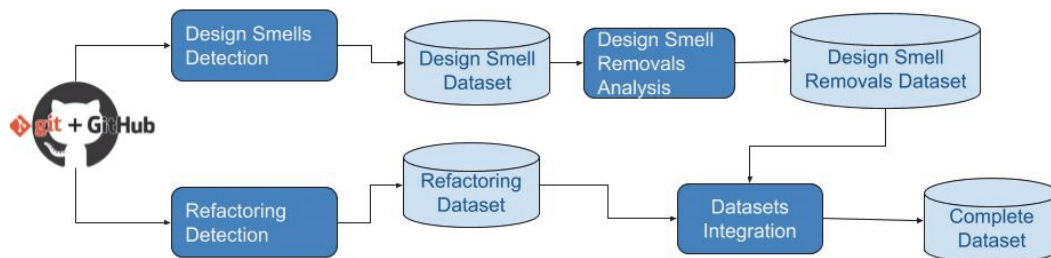 Design Smells
Detection
Design Smell
Dataset
Design Smell
Removals
Analysis
Design Smell
Removals Dataset
git + GitHub
Refactoring
Detection
Refactoring
Dataset
Datasets
Integration
Complete
Dataset